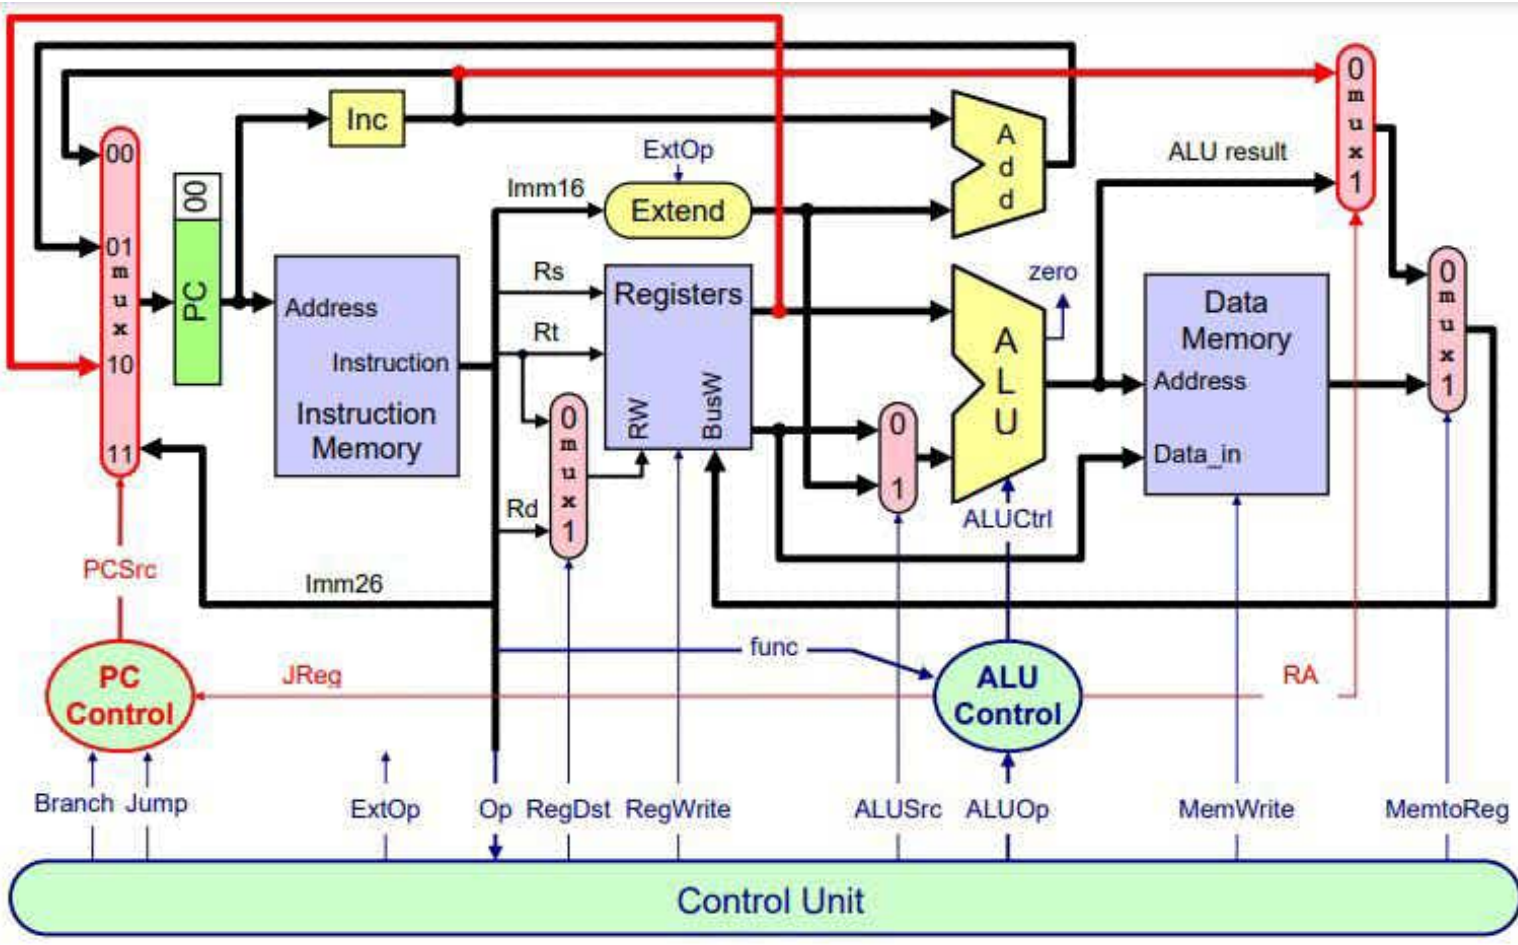 0
m
u
x
1
Inc
A
d
d
ExtOp
ALU result
00
Imm16
Extend
00
01
m
u
x
10
11
PC
Address
Instruction
Instruction
Memory
Rs
Rt
Registers
RW
BusW
0
m
u
x
1
Rd
zero
A
L
U
0
1
ALUCtrl
Data
Memory
Address
Data_in
0
m
u
x
1
PCSrc
Imm26
func
PC
Control
JReg
ALU
Control
RA
Branch
Jump
ExtOp
Op
RegDst
RegWrite
ALUSrc
ALUOp
MemWrite
MemtoReg
Control Unit